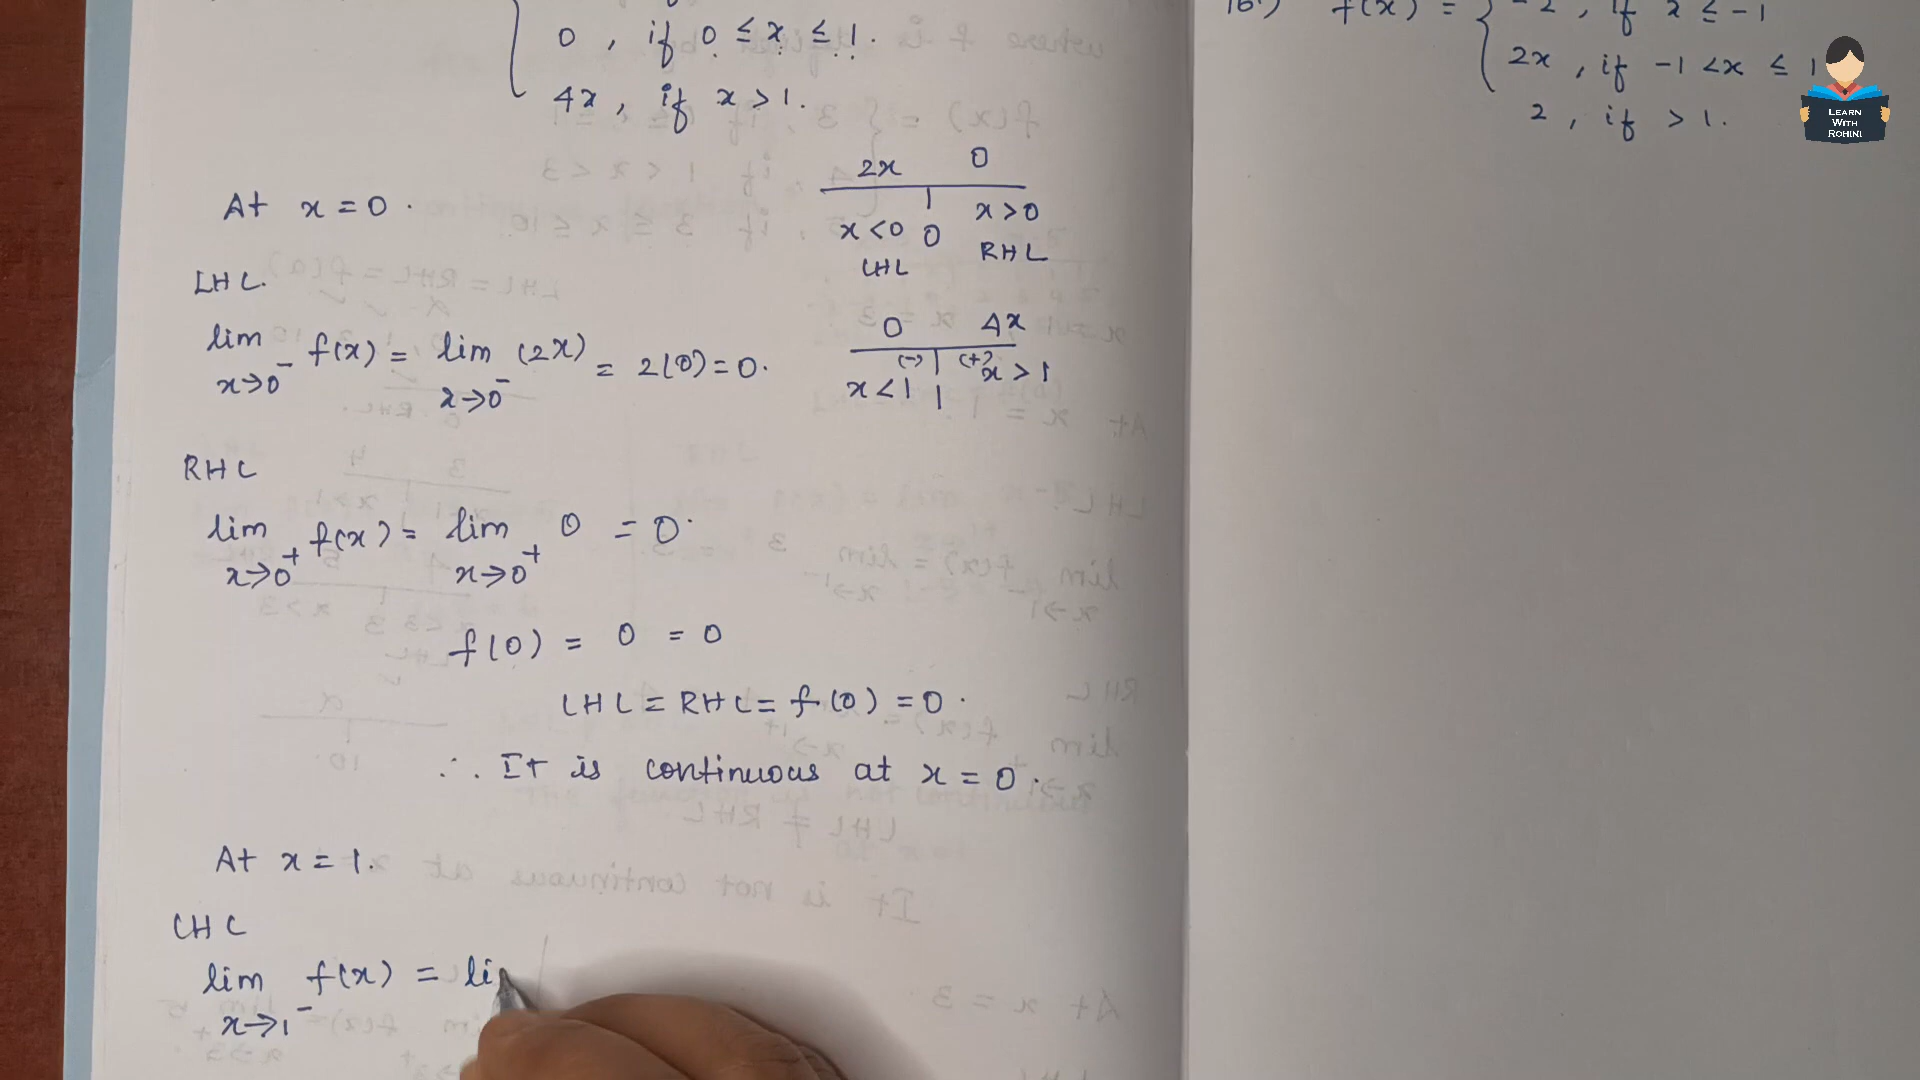 0 , if 0 ≤ x ≤ 1.
4x , if x > 1.
At x = 0.
2x 0
x < 0 0 x > 0
LHL RHL
LHL.
lim x→0⁻ f(x) = lim x→0⁻ (2x) = 2(0) = 0.
0 4x
(-) (+)
x < 1 1 x > 1
RHL
lim x→0⁺ f(x) = lim x→0⁺ 0 = 0.
f(0) = 0 = 0
LHL = RHL = f(0) = 0.
∴ It is continuous at x = 0.
At x = 1.
LHL
lim x→1⁻ f(x) = li
16.) f(x) = { -2 , if x ≤ -1
2x , if -1 < x ≤ 1
2 , if > 1.
LEARN
WITH
ROHINI